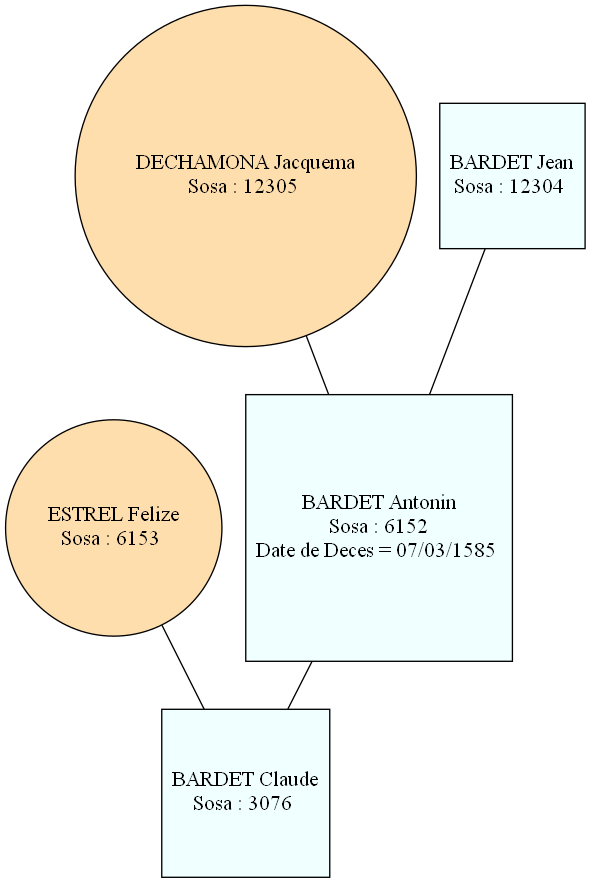 DECHAMONA Jacquema
Sosa : 12305
BARDET Jean
Sosa : 12304
BARDET Antonin
Sosa : 6152
Date de Deces = 07/03/1585
ESTREL Felize
Sosa : 6153
BARDET Claude
Sosa : 3076